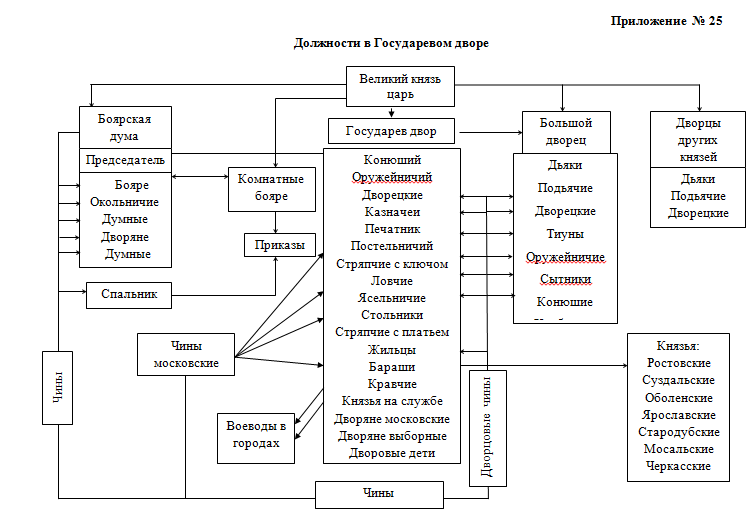 Приложение № 25
Должности в Государевом дворе
Великий князь
царь
Боярская
дума
Председатель
Бояре
Окольничие
Думные
Дворяне
Думные
Спальник
Комнатные
бояре
Приказы
Государев двор
Конюший
Оружейничий
Дворецкие
Казначеи
Печатник
Постельничий
Стряпчие с ключом
Ловчие
Ясельничие
Стольники
Стряпчие с платьем
Жильцы
Бараши
Кравчие
Князья на службе
Дворяне московские
Дворяне выборные
Дворовые дети
Большой
дворец
Дьяки
Подьячие
Дворецкие
Тиуны
Оружейничие
Сытники
Конюшие
Дворцы
других
князей
Дьяки
Подьячие
Дворецкие
Чины
московские
Чины
Воеводы в
городах
Дворцовые чины
Князья:
Ростовские
Суздальские
Оболенские
Ярославские
Стародубские
Мосальские
Черкасские
Чины